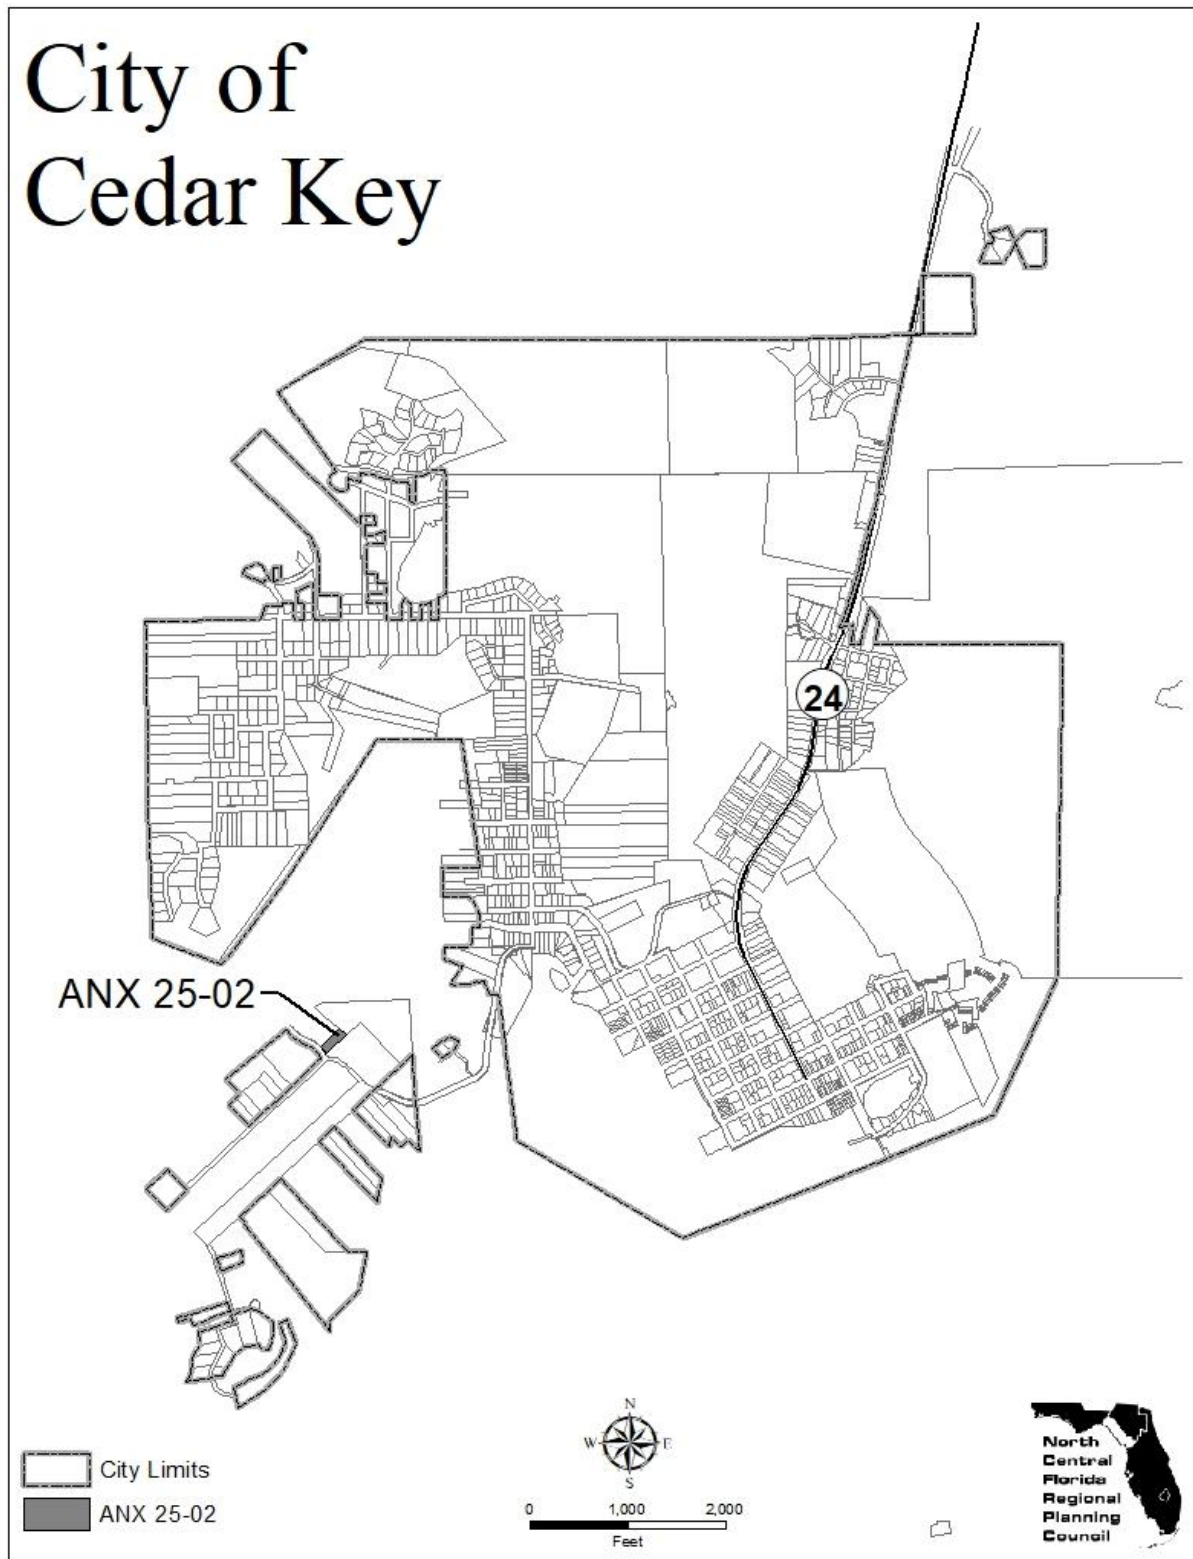 City of
Cedar Key
24
ANX 25-02
N
W E
S
City Limits
ANX 25-02
0 1,000 2,000
Feet
North
Central
Florida
Regional
Planning
Council